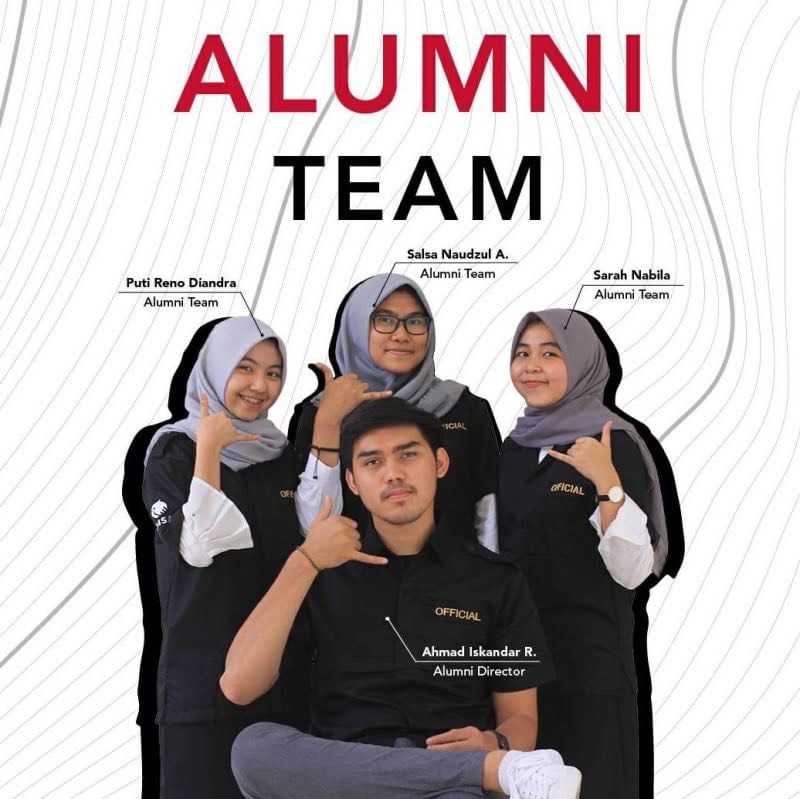 ALUMNI
TEAM
Salsa Naudzul A.
Alumni Team
Puti Reno Diandra
Alumni Team
Sarah Nabila
Alumni Team
OFFICIAL
OFFICIAL
Ahmad Iskandar R.
Alumni Director